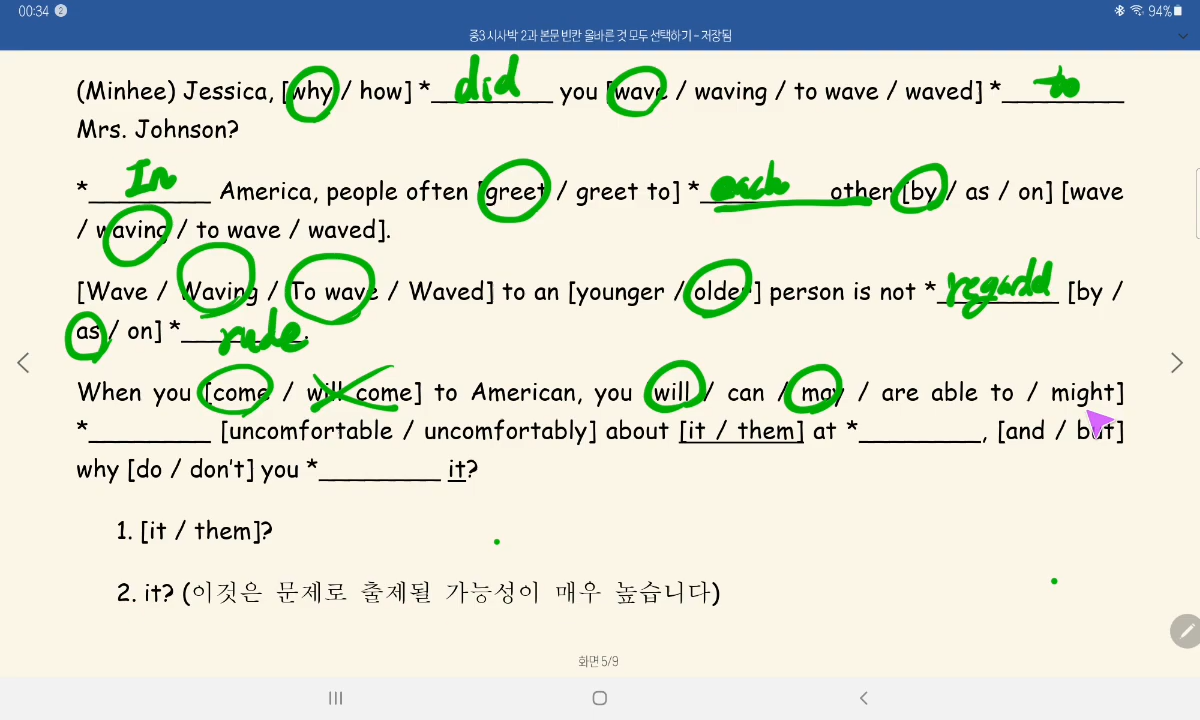 00:34 2 94%
중3 시사박 2과 본문 빈칸 올바른 것 모두 선택하기 - 저장됨
(Minhee) Jessica, [why / how] * did you [wave / waving / to wave / waved] * to
Mrs. Johnson?
* In America, people often [greet / greet to] * each other [by / as / on] [wave
/ waving / to wave / waved].
[Wave / Waving / To wave / Waved] to an [younger / older] person is not * regardd [by /
as / on] * rude.
When you [come / will come] to American, you [will / can / may / are able to / might]
*________ [uncomfortable / uncomfortably] about [it / them] at *________, [and / but]
why [do / don't] you *________ it?
1. [it / them]?
2. it? (이것은 문제로 출제될 가능성이 매우 높습니다)
화면 5/9